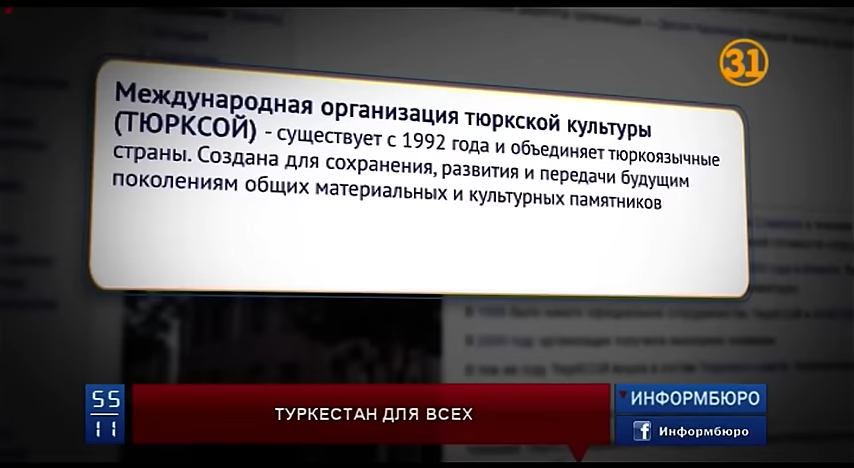 31
Международная организация тюркской культуры
(ТЮРКСОЙ) - существует с 1992 года и объединяет тюркоязычные
страны. Создана для сохранения, развития и передачи будущим
поколениям общих материальных и культурных памятников
55
11
ТУРКЕСТАН ДЛЯ ВСЕХ
ИНФОРМБЮРО
f Информбюро